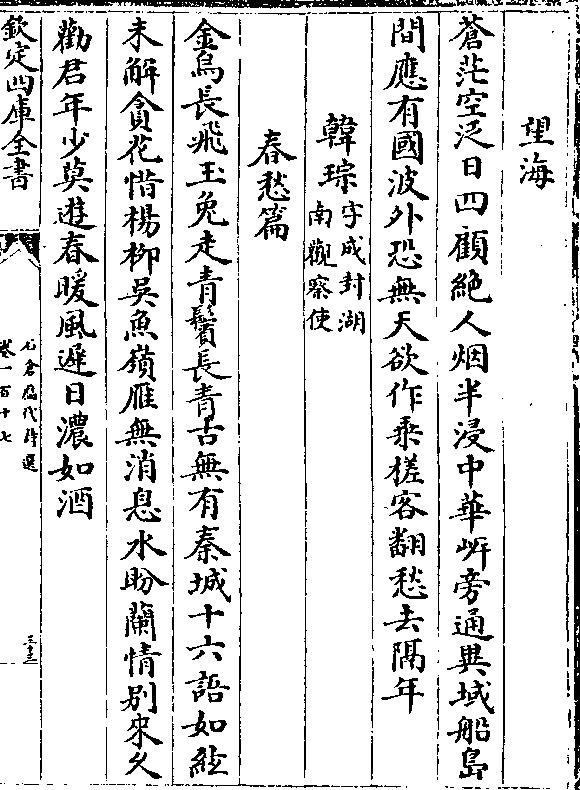 望海
蒼茫空泛日四顧絶人烟半浸中華岍旁通異域船島
間應有國波外恐無天欲作乘槎客翻愁去隔年
韓琮字成封湖南觀察使
春愁篇
金烏長飛玉兔走青鬢長青古無有秦城十六語如絃
未解貪花惜楊柳吳魚嶺雁無消息水盼蘭情别來乆
勸君年少莫遊春暖風遲日濃如酒
欽定四庫全書
石倉歴代詩選
卷一百十七
三十三